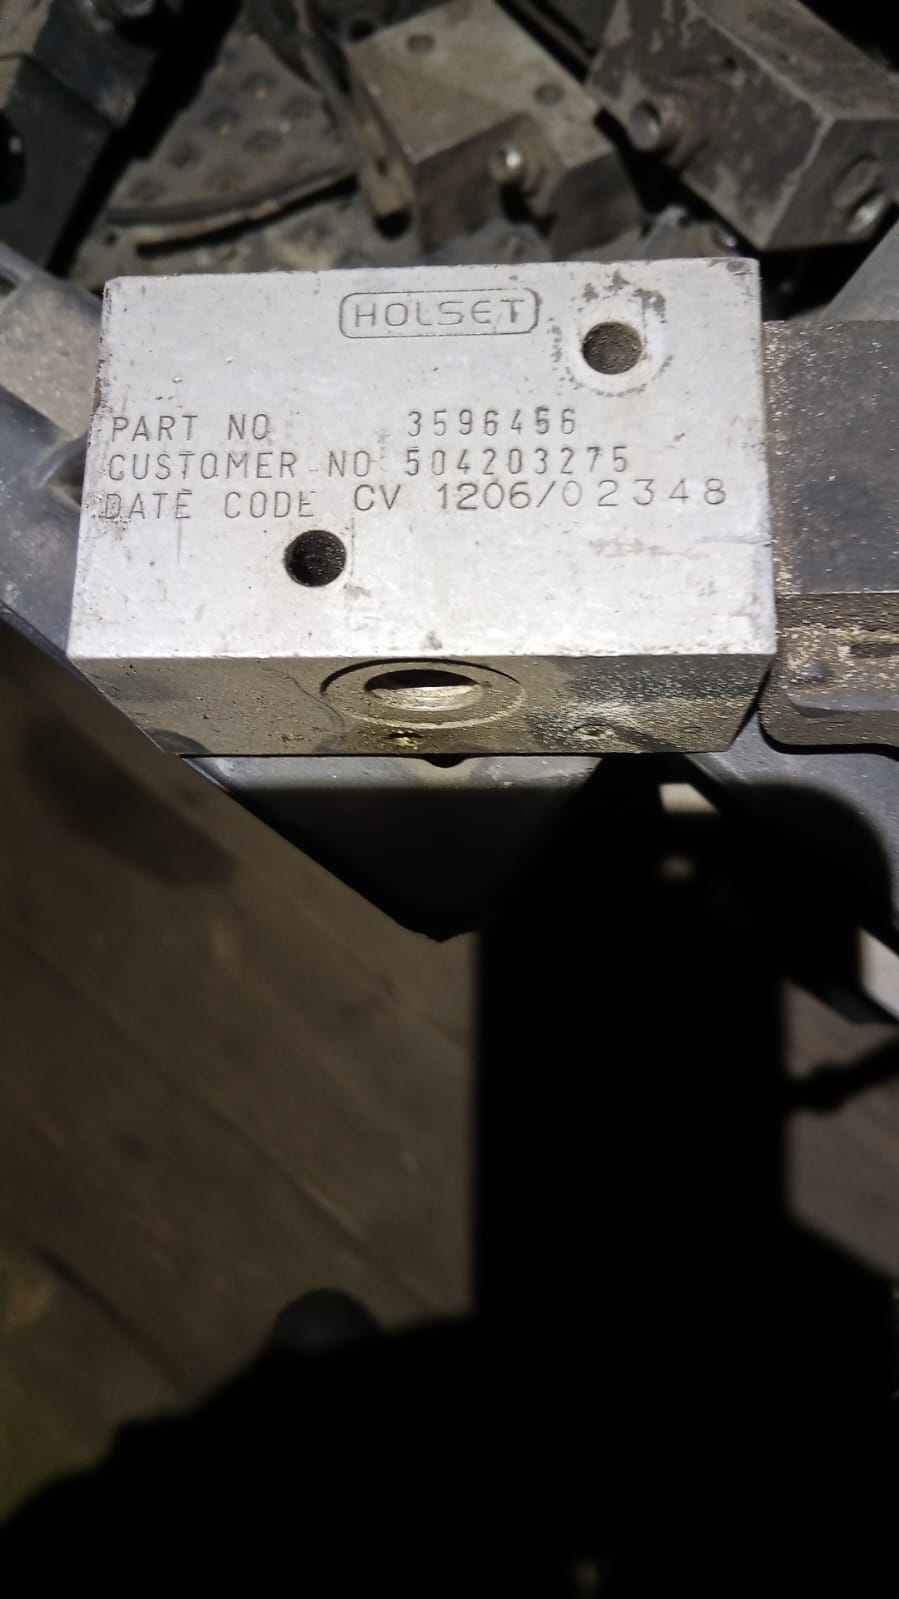 HOLSET
PART NO 3596456
CUSTOMER NO 504203275
DATE CODE CV 1206/02348